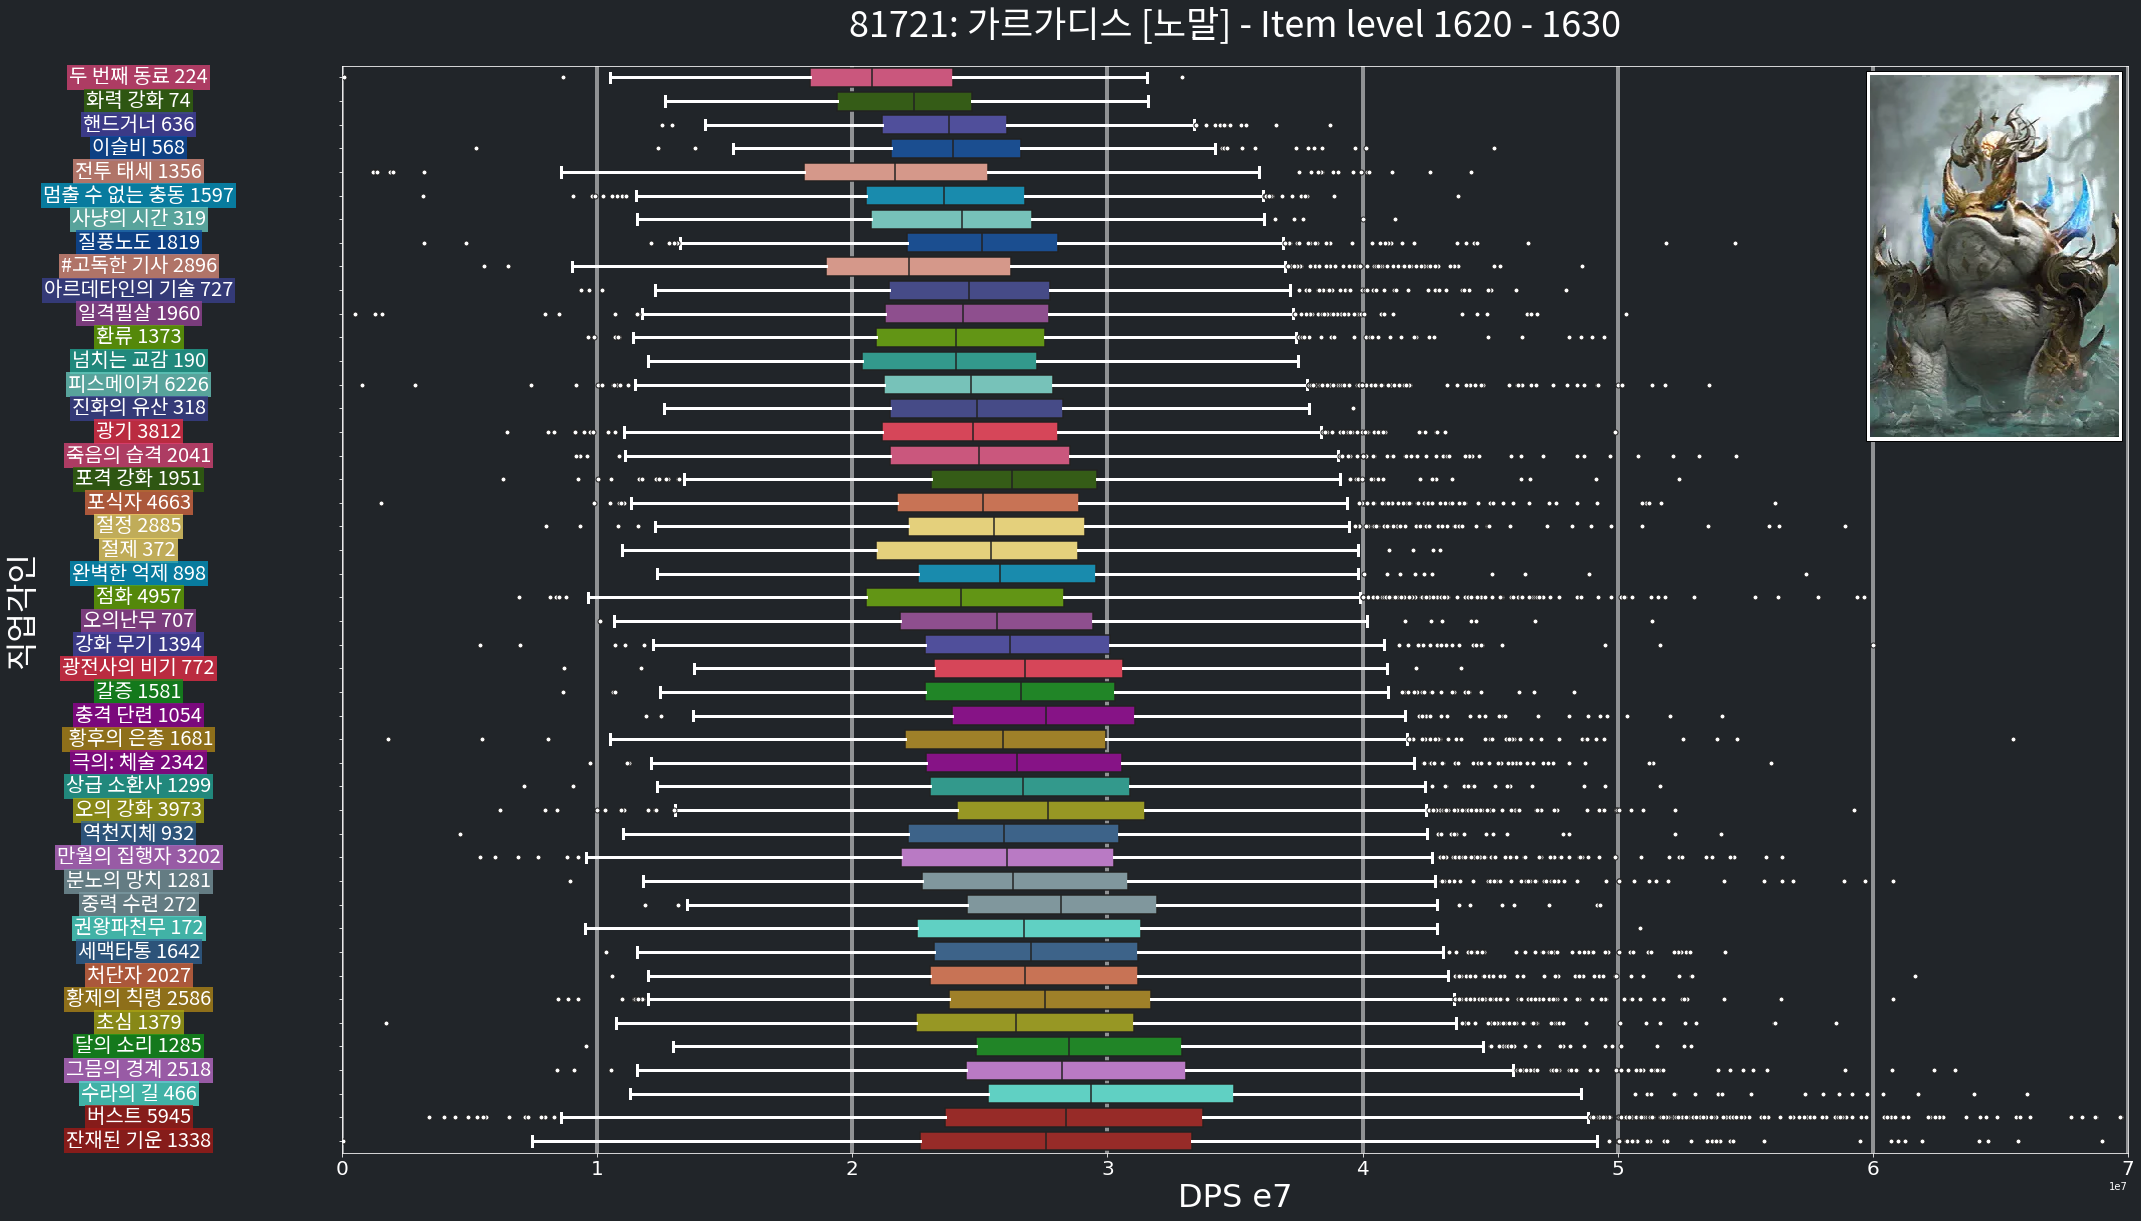 81721: 가르가디스 [노말] - Item level 1620 - 1630
두 번째 동료 224
화력 강화 74
핸드거너 636
이슬비 568
전투 태세 1356
멈출 수 없는 충동 1597
사냥의 시간 319
질풍노도 1819
#고독한 기사 2896
아르데타인의 기술 727
일격필살 1960
환류 1373
넘치는 교감 190
피스메이커 6226
진화의 유산 318
광기 3812
죽음의 습격 2041
포격 강화 1951
포식자 4663
절정 2885
절제 372
완벽한 억제 898
점화 4957
오의난무 707
강화 무기 1394
광전사의 비기 772
갈증 1581
충격 단련 1054
황후의 은총 1681
극의: 체술 2342
상급 소환사 1299
오의 강화 3973
역천지체 932
만월의 집행자 3202
분노의 망치 1281
중력 수련 272
권왕파천무 172
세맥타통 1642
처단자 2027
황제의 칙령 2586
초심 1379
달의 소리 1285
그믐의 경계 2518
수라의 길 466
버스트 5945
잔재된 기운 1338
직업각인
0 1 2 3 4 5 6 7
1e7
DPS e7